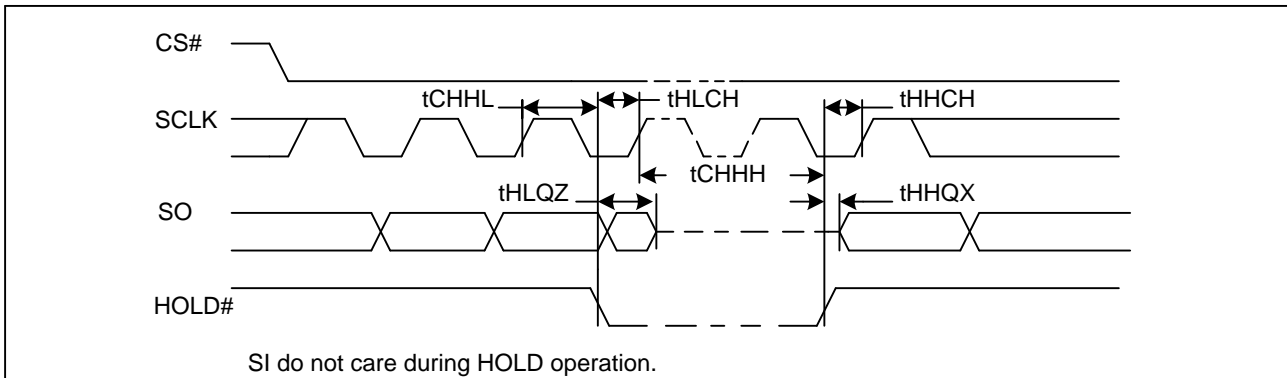 CS#
tCHHL
tHLCH
tHHCH
SCLK
tCHHH
tHLQZ
tHHQX
SO
HOLD#
SI do not care during HOLD operation.